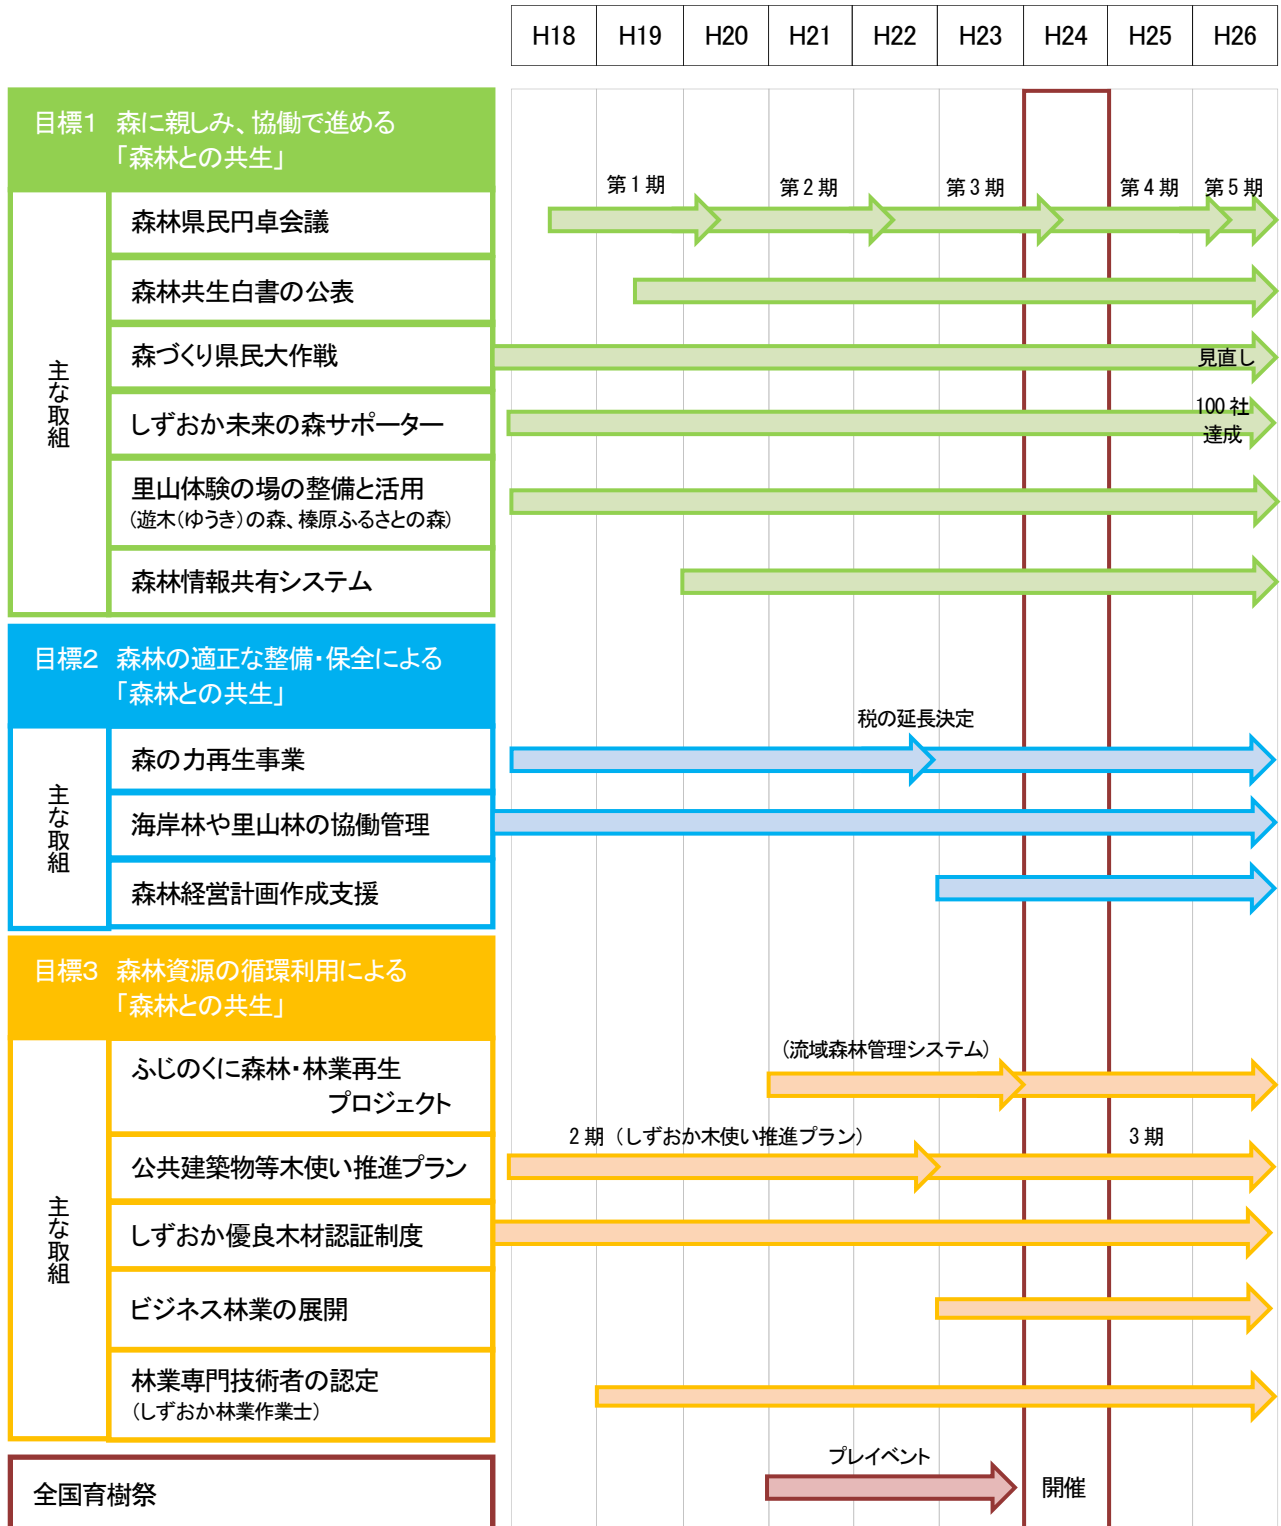 H18 H19 H20 H21 H22 H23 H24 H25 H26
目標1 森に親しみ、協働で進める
「森林との共生」
主な取組
第1期 第2期 第3期 第4期 第5期
森林県民円卓会議
森林共生白書の公表
森づくり県民大作戦
見直し
しずおか未来の森サポーター
100社
達成
里山体験の場の整備と活用
(遊木(ゆうき)の森、榛原ふるさとの森)
森林情報共有システム
目標2 森林の適正な整備・保全による
「森林との共生」
主な取組
税の延長決定
森の力再生事業
海岸林や里山林の協働管理
森林経営計画作成支援
目標3 森林資源の循環利用による
「森林との共生」
主な取組
(流域森林管理システム)
ふじのくに森林・林業再生
プロジェクト
2期(しずおか木使い推進プラン) 3期
公共建築物等木使い推進プラン
しずおか優良木材認証制度
ビジネス林業の展開
林業専門技術者の認定
(しずおか林業作業士)
プレイベント
全国育樹祭
開催